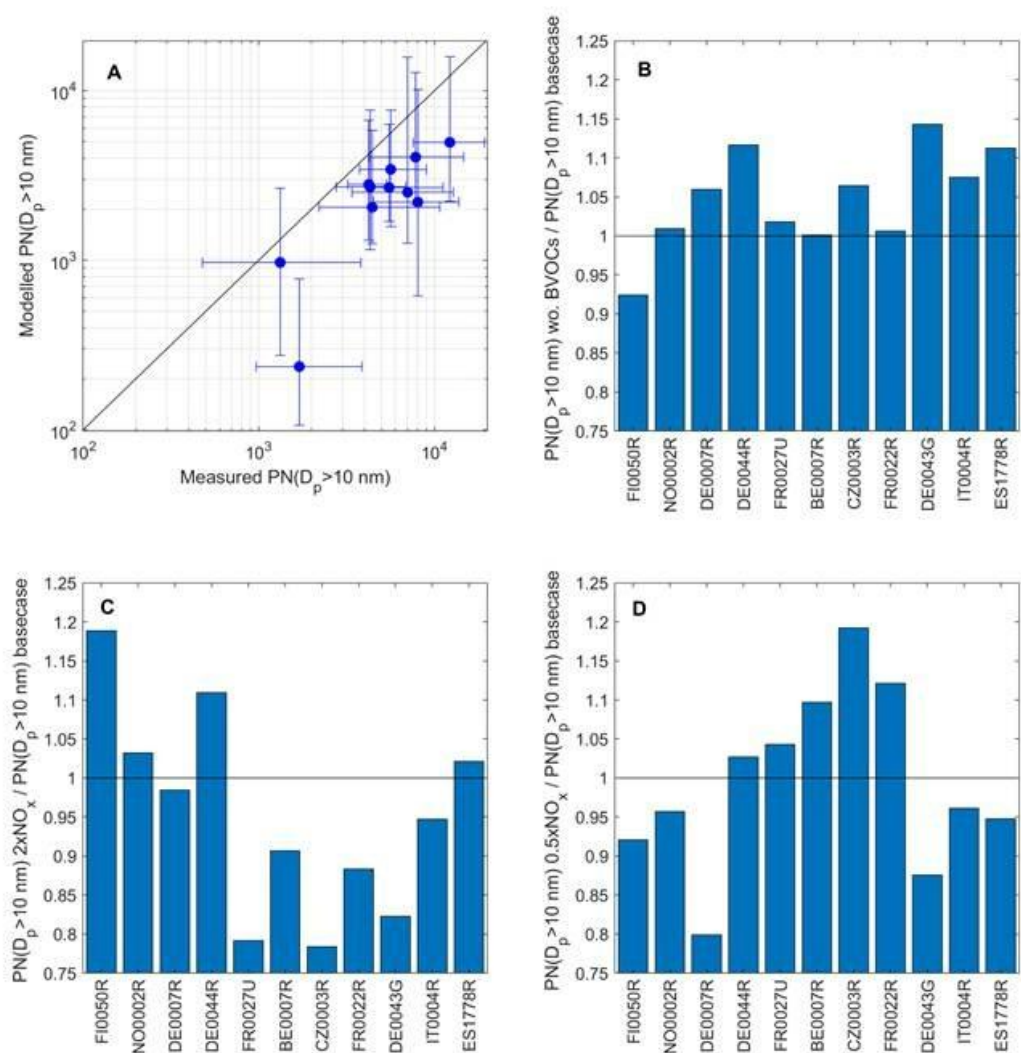 A
10^4
10^3
10^2
Modelled PN(D_p>10 nm)
10^2 10^3 10^4
Measured PN(D_p>10 nm)
B
1.25
1.2
1.15
1.1
1.05
1
0.95
0.9
0.85
0.8
0.75
PN(D_p>10 nm) wo. BVOCs / PN(D_p>10 nm) basecase
FI0050R
NO0002R
DE0007R
DE0044R
FR0027U
BE0007R
CZ0003R
FR0022R
DE0043G
IT0004R
ES1778R
C
1.25
1.2
1.15
1.1
1.05
1
0.95
0.9
0.85
0.8
0.75
PN(D_p>10 nm) 2xNO_x / PN(D_p>10 nm) basecase
FI0050R
NO0002R
DE0007R
DE0044R
FR0027U
BE0007R
CZ0003R
FR0022R
DE0043G
IT0004R
ES1778R
D
1.25
1.2
1.15
1.1
1.05
1
0.95
0.9
0.85
0.8
0.75
PN(D_p>10 nm) 0.5xNO_x / PN(D_p>10 nm) basecase
FI0050R
NO0002R
DE0007R
DE0044R
FR0027U
BE0007R
CZ0003R
FR0022R
DE0043G
IT0004R
ES1778R